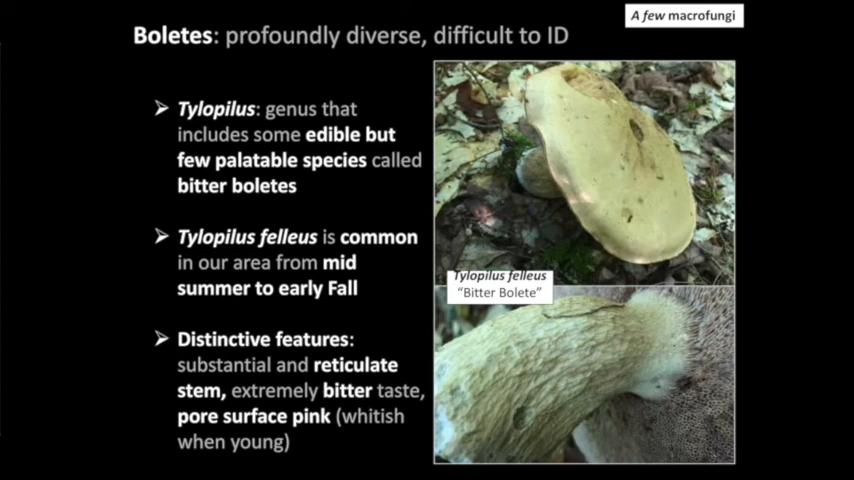 A few macrofungi
Boletes: profoundly diverse, difficult to ID
➢ Tylopilus: genus that
includes some edible but
few palatable species called
bitter boletes
➢ Tylopilus felleus is common
in our area from mid
summer to early Fall
➢ Distinctive features:
substantial and reticulate
stem, extremely bitter taste,
pore surface pink (whitish
when young)
Tylopilus felleus
“Bitter Bolete”